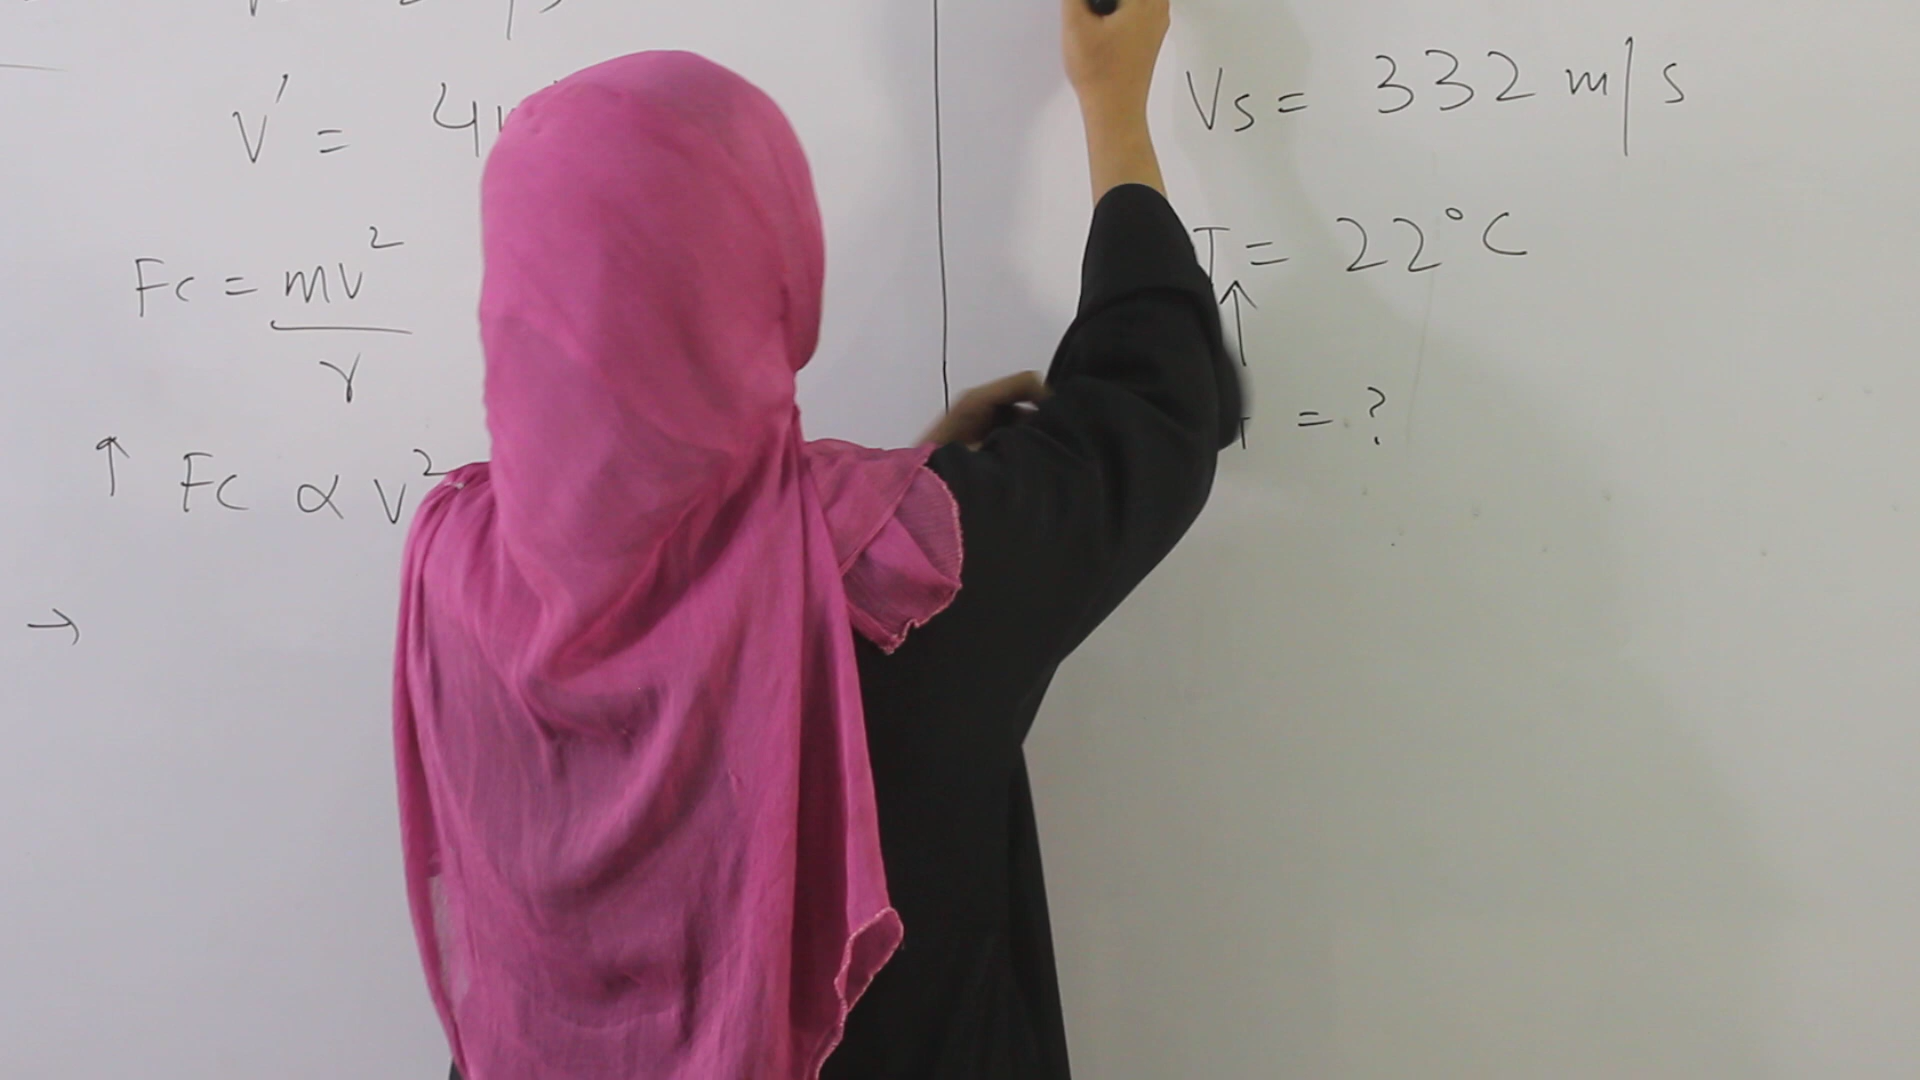 V' = 4
Fc = mv²
r
↑ Fc ∝ v²
→
Vs = 332 m/s
T = 22°C
↑
= ?